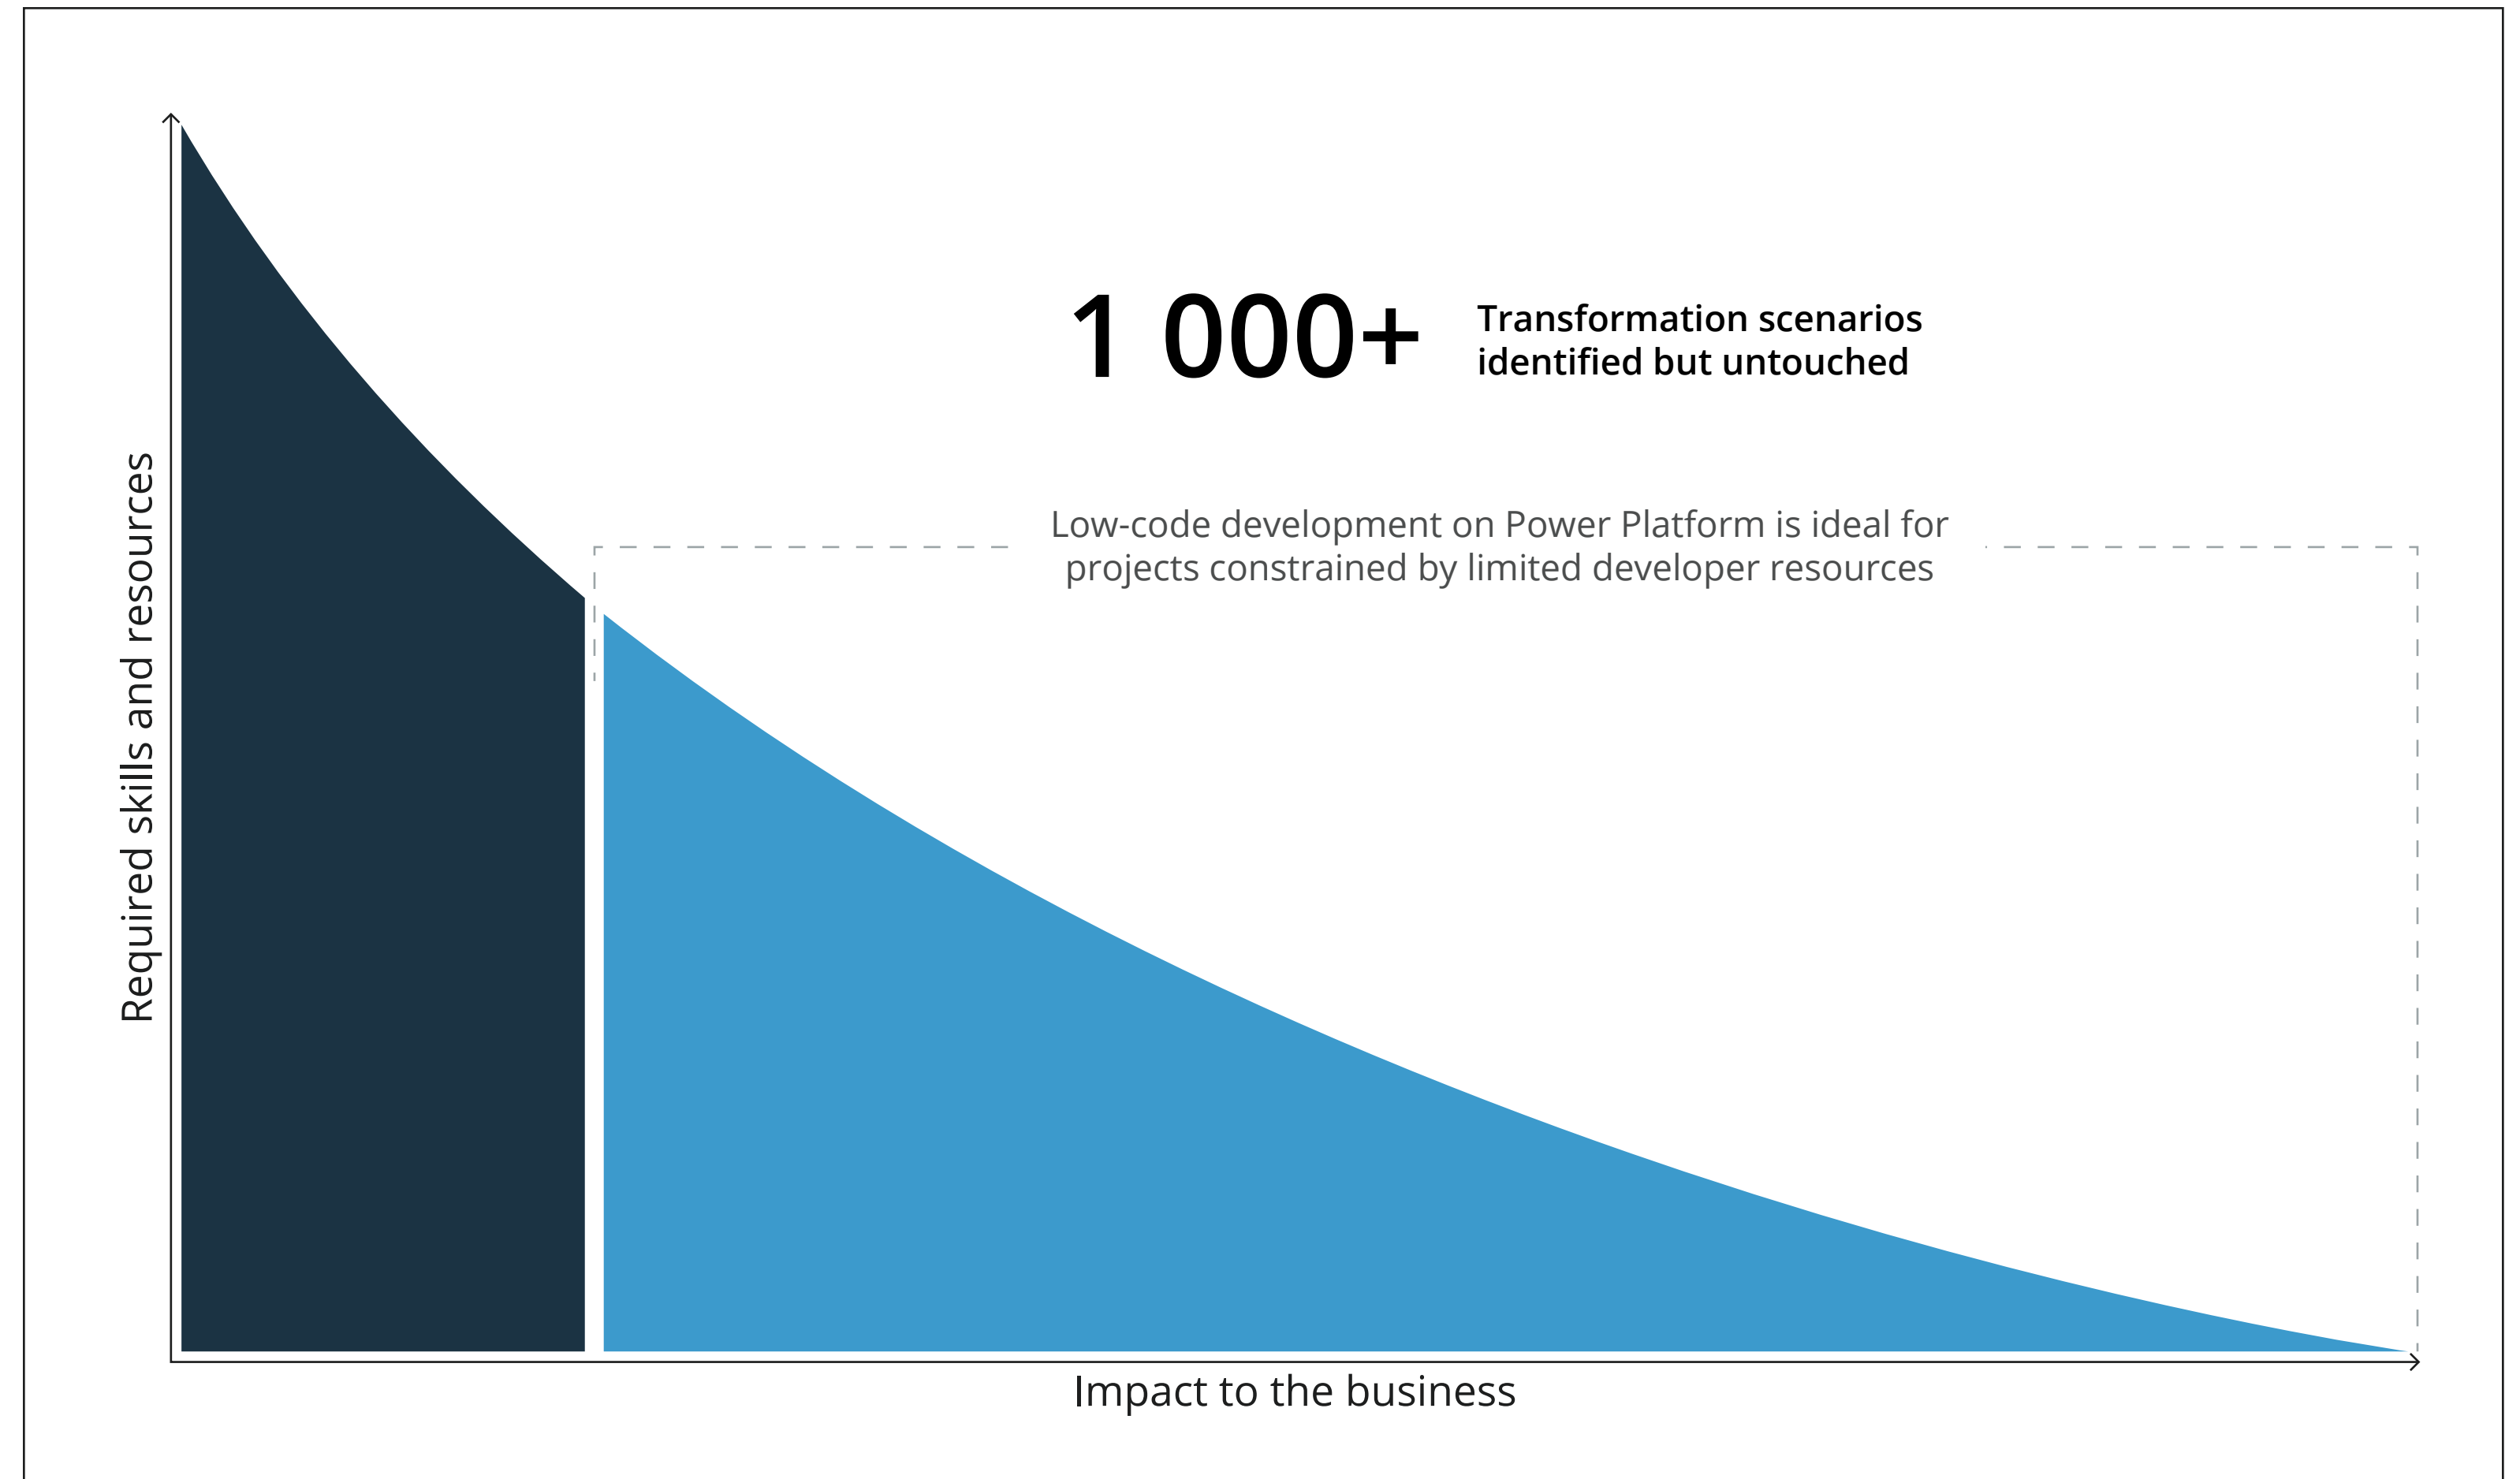 1 000+
Transformation scenarios
identified but untouched
Low-code development on Power Platform is ideal for
projects constrained by limited developer resources
Required skills and resources
Impact to the business